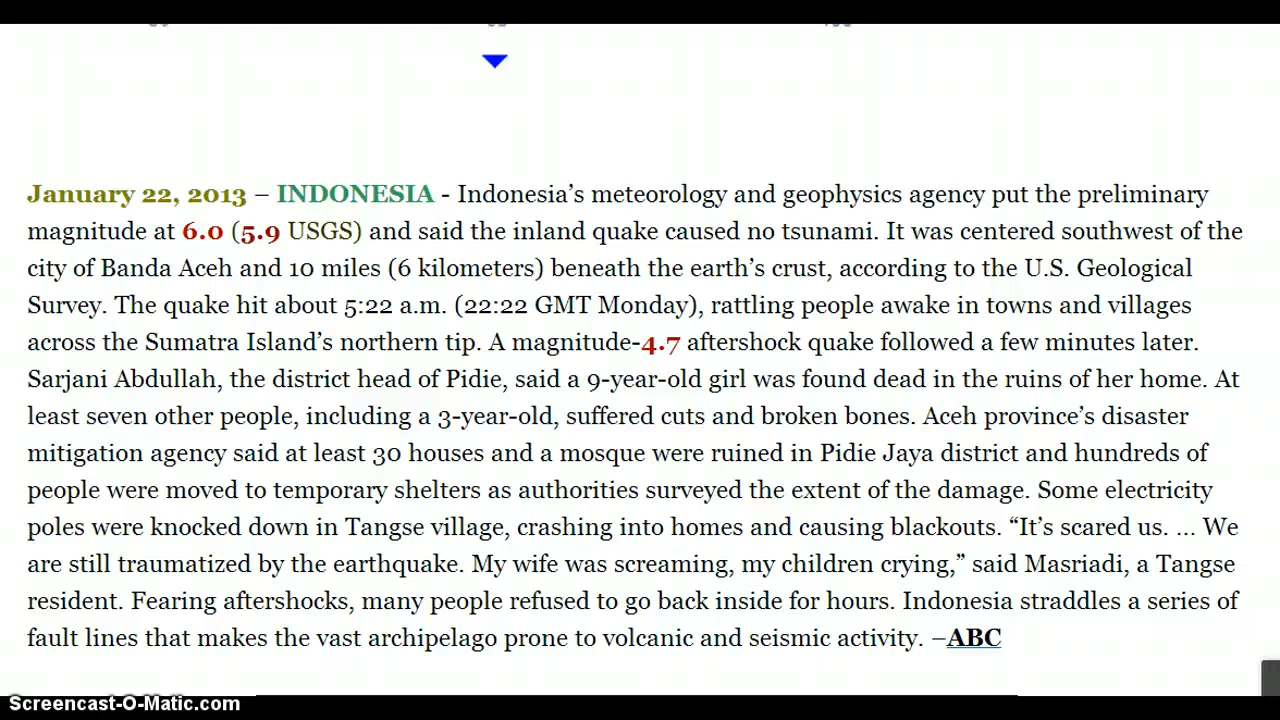 January 22, 2013 – INDONESIA - Indonesia’s meteorology and geophysics agency put the preliminary
magnitude at 6.0 (5.9 USGS) and said the inland quake caused no tsunami. It was centered southwest of the
city of Banda Aceh and 10 miles (6 kilometers) beneath the earth’s crust, according to the U.S. Geological
Survey. The quake hit about 5:22 a.m. (22:22 GMT Monday), rattling people awake in towns and villages
across the Sumatra Island’s northern tip. A magnitude-4.7 aftershock quake followed a few minutes later.
Sarjani Abdullah, the district head of Pidie, said a 9-year-old girl was found dead in the ruins of her home. At
least seven other people, including a 3-year-old, suffered cuts and broken bones. Aceh province’s disaster
mitigation agency said at least 30 houses and a mosque were ruined in Pidie Jaya district and hundreds of
people were moved to temporary shelters as authorities surveyed the extent of the damage. Some electricity
poles were knocked down in Tangse village, crashing into homes and causing blackouts. “It’s scared us. … We
are still traumatized by the earthquake. My wife was screaming, my children crying,” said Masriadi, a Tangse
resident. Fearing aftershocks, many people refused to go back inside for hours. Indonesia straddles a series of
fault lines that makes the vast archipelago prone to volcanic and seismic activity. –ABC
Screencast-O-Matic.com